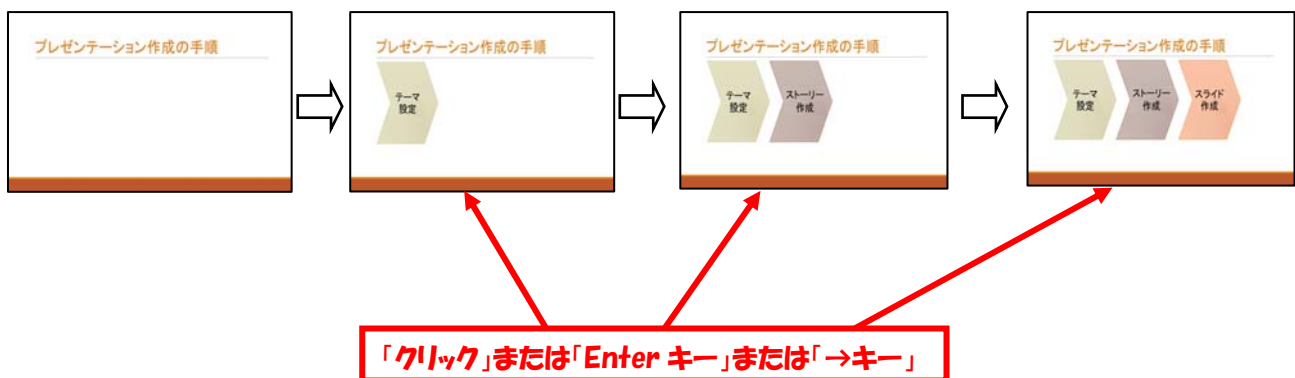 プレゼンテーション作成の手順
プレゼンテーション作成の手順
テーマ
設定
プレゼンテーション作成の手順
テーマ
設定
ストーリー
作成
プレゼンテーション作成の手順
テーマ
設定
ストーリー
作成
スライド
作成
「クリック」または「Enter キー」または「→キー」